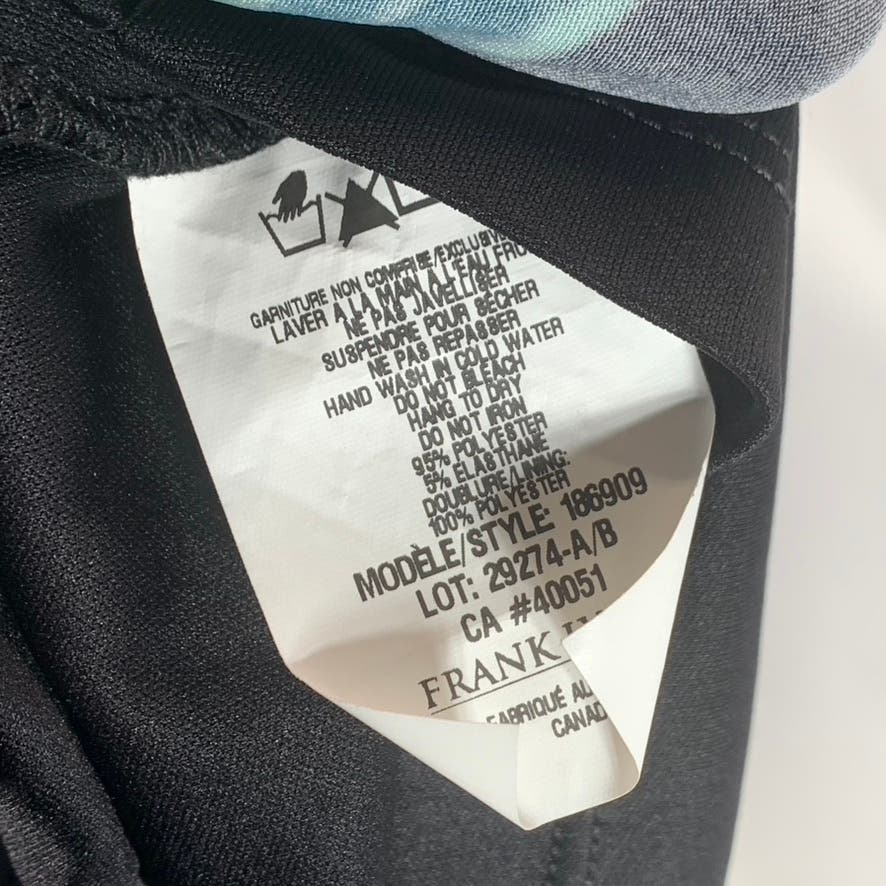 GARNITURE NON COMPRISE/EXCLUSIV
LAVER A LA MAIN A L'EAU FRO
NE PAS JAVELLISER
SUSPENDRE POUR SÉCHER
NE PAS REPASSER
HAND WASH IN COLD WATER
DO NOT BLEACH
HANG TO DRY
DO NOT IRON
95% POLYESTER
5% ELASTHANE
DOUBLURE/LINING:
100% POLYESTER
MODÈLE/STYLE: 186909
LOT: 29274-A/B
CA #40051
FRANK
FABRIQUÉ AU
CANAD